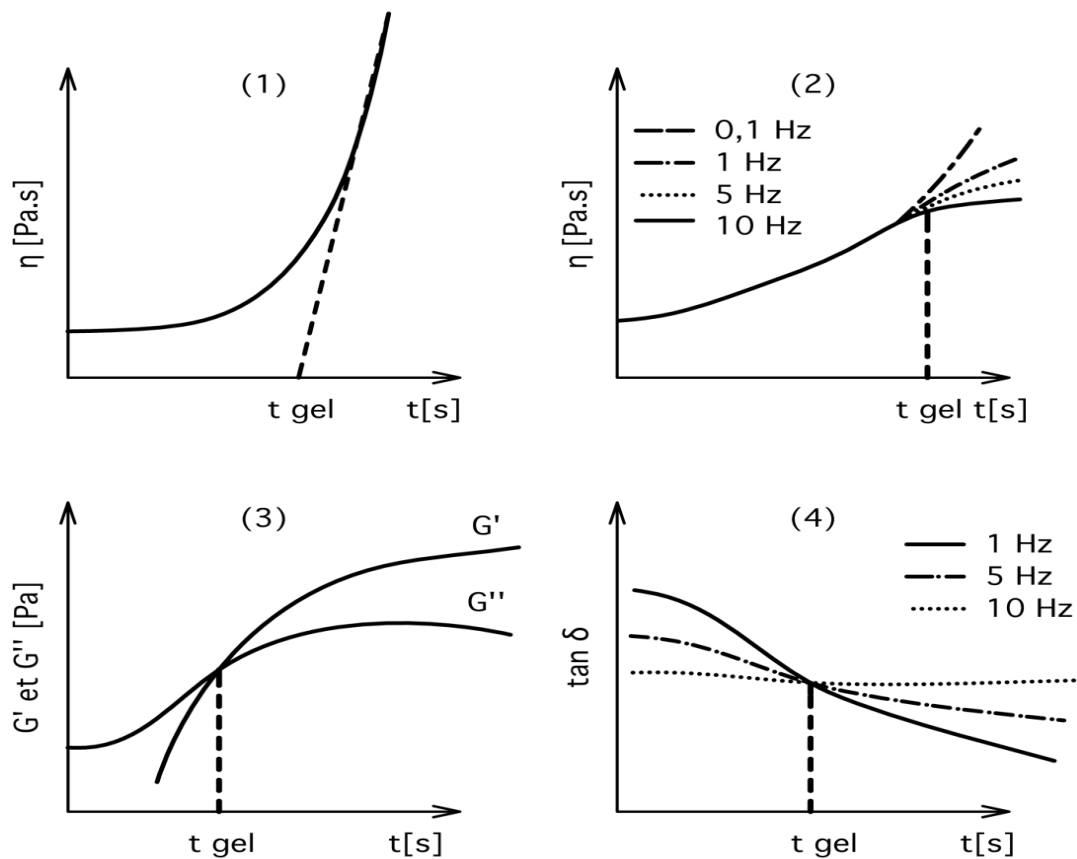 (1)
η [Pa.s]
t gel
t[s]
(2)
0,1 Hz
1 Hz
5 Hz
10 Hz
η [Pa.s]
t gel t[s]
(3)
G'
G''
G' et G'' [Pa]
t gel
t[s]
(4)
1 Hz
5 Hz
10 Hz
tan δ
t gel
t[s]